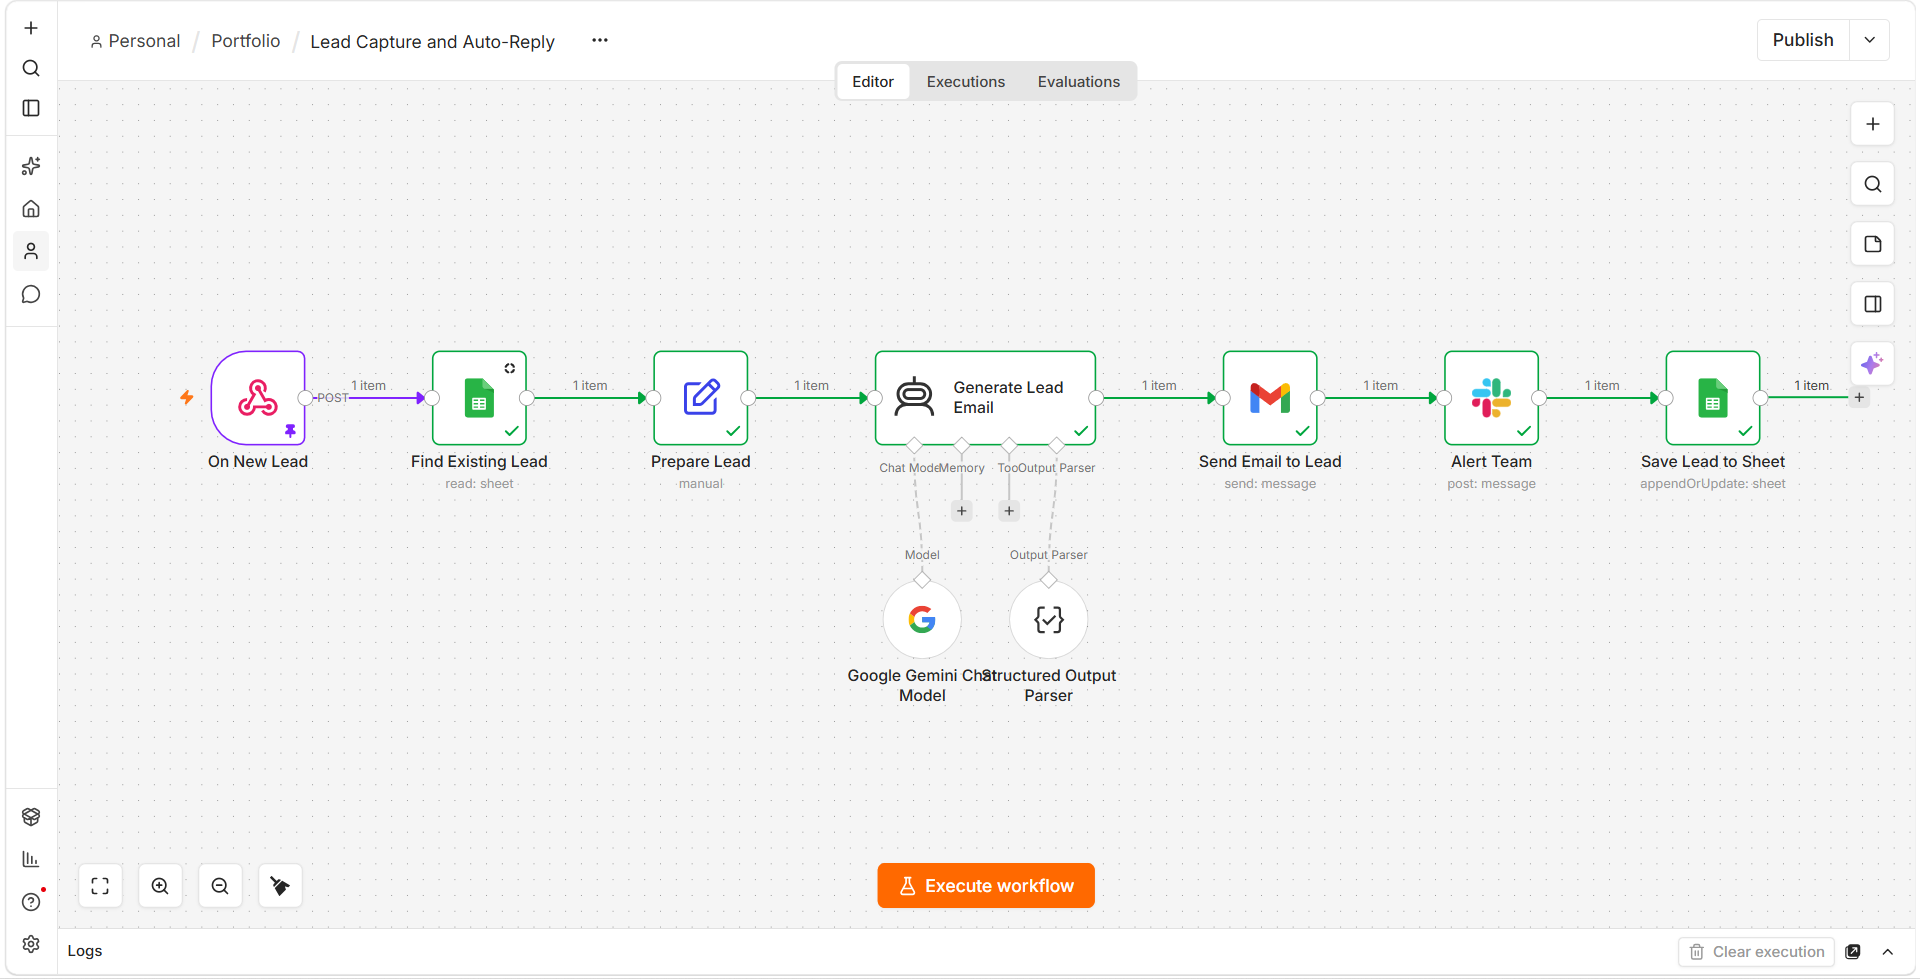 Personal / Portfolio / Lead Capture and Auto-Reply
Publish
Editor
Executions
Evaluations
POST
1 item
1 item
1 item
1 item
1 item
1 item
1 item
Generate Lead
Email
On New Lead
Find Existing Lead
read: sheet
Prepare Lead
manual
Chat Mode
Memory
Too
Output Parser
Send Email to Lead
send: message
Alert Team
post: message
Save Lead to Sheet
appendOrUpdate: sheet
Model
Output Parser
Google Gemini Chat
Model
Structured Output
Parser
Execute workflow
Logs
Clear execution